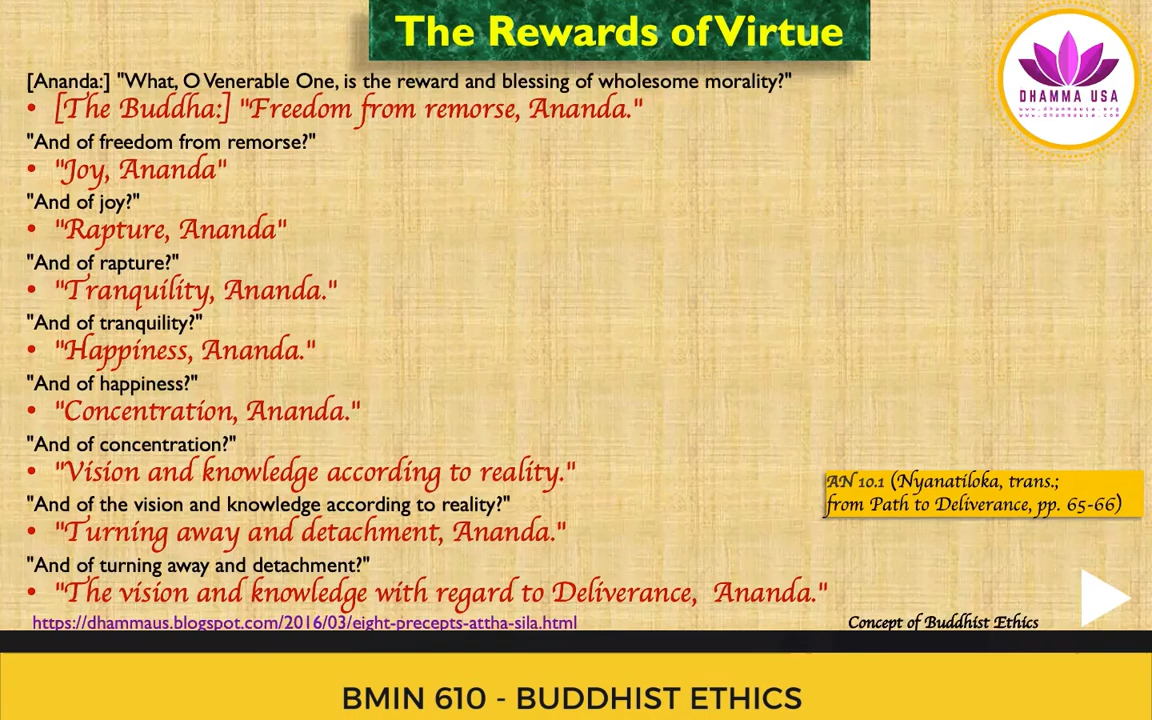 The Rewards of Virtue
[Ananda:] "What, O Venerable One, is the reward and blessing of wholesome morality?"
• [The Buddha:] "Freedom from remorse, Ananda."
"And of freedom from remorse?"
• "Joy, Ananda"
"And of joy?"
• "Rapture, Ananda"
"And of rapture?"
• "Tranquility, Ananda."
"And of tranquility?"
• "Happiness, Ananda."
"And of happiness?"
• "Concentration, Ananda."
"And of concentration?"
• "Vision and knowledge according to reality."
"And of the vision and knowledge according to reality?"
• "Turning away and detachment, Ananda."
"And of turning away and detachment?"
• "The vision and knowledge with regard to Deliverance, Ananda."
DHAMMA USA
www.dhammausa.org
www.dhammausa.com
AN 10.1 (Nyanatiloka, trans.;
from Path to Deliverance, pp. 65-66)
https://dhammaus.blogspot.com/2016/03/eight-precepts-attha-sila.html
Concept of Buddhist Ethics
BMIN 610 - BUDDHIST ETHICS